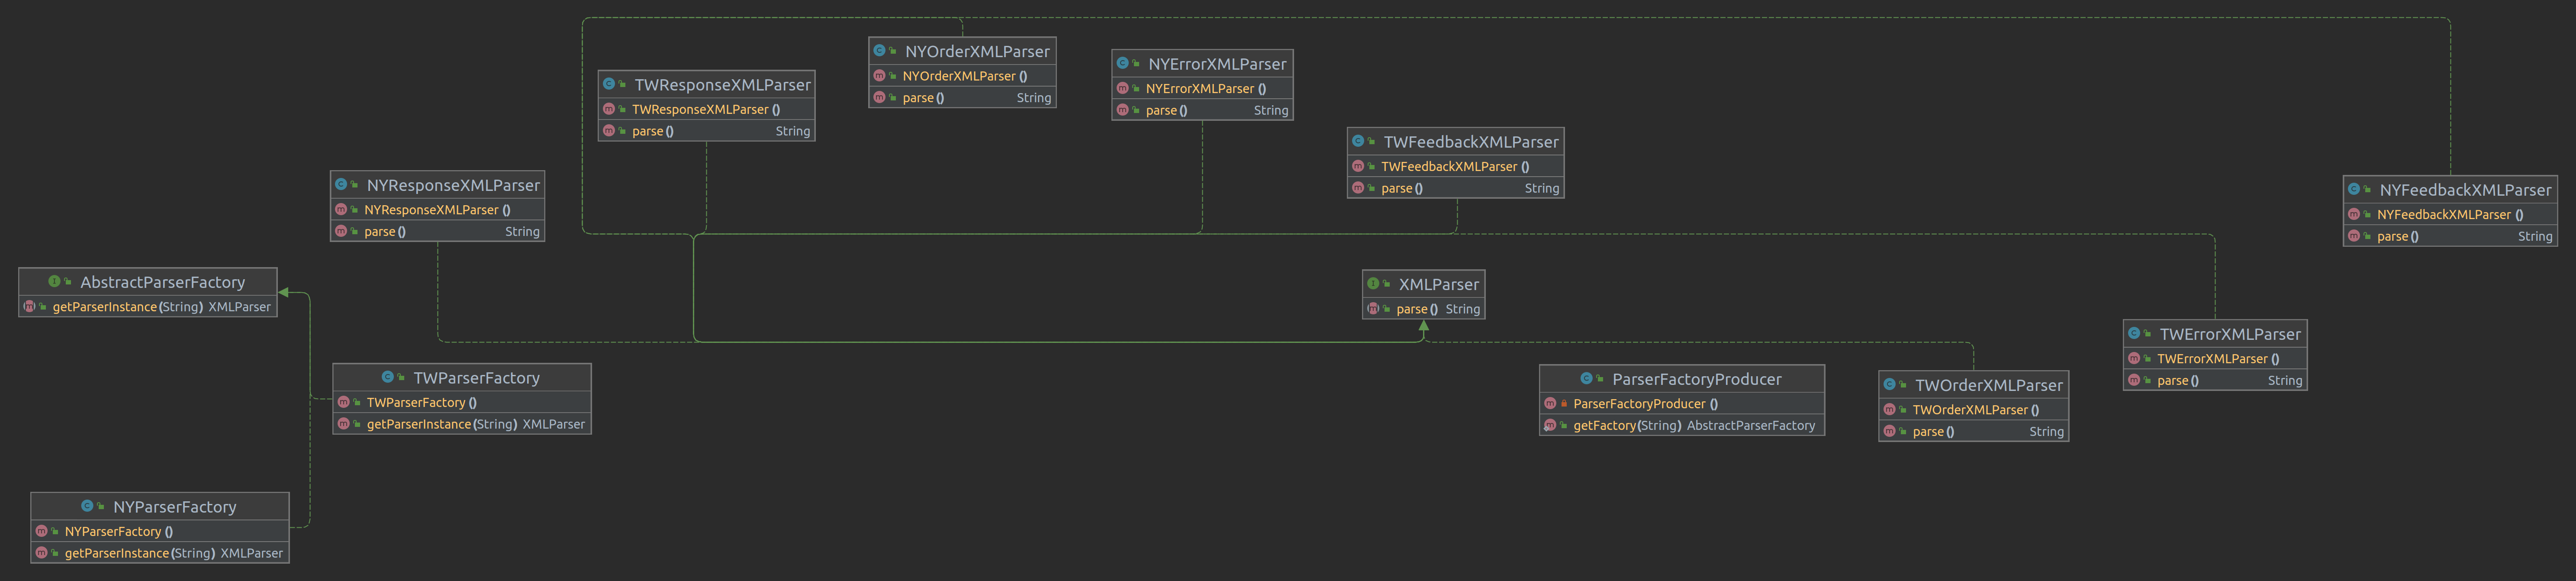 NYOrderXMLParser
NYOrderXMLParser ()
parse () String
NYErrorXMLParser
NYErrorXMLParser ()
parse () String
TWResponseXMLParser
TWResponseXMLParser ()
parse () String
TWFeedbackXMLParser
TWFeedbackXMLParser ()
parse () String
NYResponseXMLParser
NYResponseXMLParser ()
parse () String
NYFeedbackXMLParser
NYFeedbackXMLParser ()
parse () String
AbstractParserFactory
getParserInstance (String) XMLParser
XMLParser
parse () String
TWErrorXMLParser
TWErrorXMLParser ()
parse () String
TWParserFactory
TWParserFactory ()
getParserInstance (String) XMLParser
ParserFactoryProducer
ParserFactoryProducer ()
getFactory (String) AbstractParserFactory
TWOrderXMLParser
TWOrderXMLParser ()
parse () String
NYParserFactory
NYParserFactory ()
getParserInstance (String) XMLParser